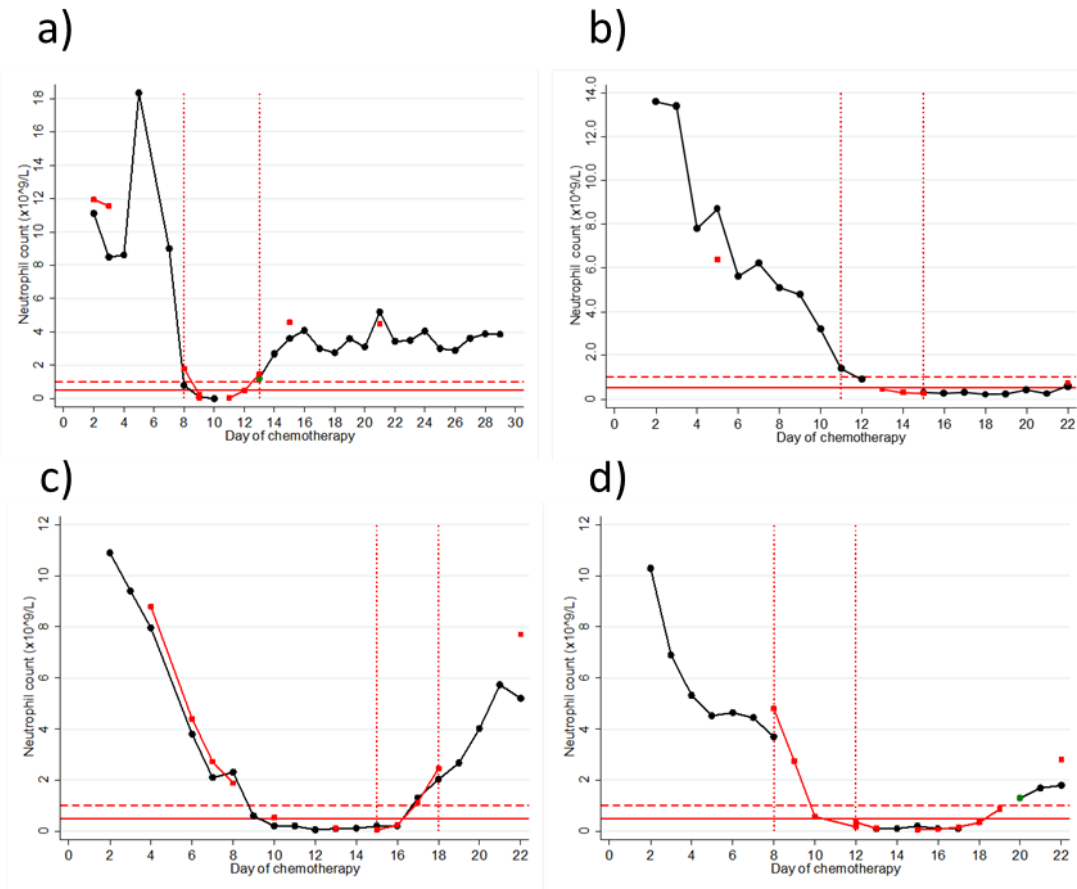 a)
Neutrophil count (x10^9/L)
18
16
14
12
10
8
6
4
2
0
0 2 4 6 8 10 12 14 16 18 20 22 24 26 28 30
Day of chemotherapy
b)
Neutrophil count (x10^9/L)
14.0
12.0
10.0
8.0
6.0
4.0
2.0
0
0 2 4 6 8 10 12 14 16 18 20 22
Day of chemotherapy
c)
Neutrophil count (x10^9/L)
12
10
8
6
4
2
0
0 2 4 6 8 10 12 14 16 18 20 22
Day of chemotherapy
d)
Neutrophil count (x10^9/L)
12
10
8
6
4
2
0
0 2 4 6 8 10 12 14 16 18 20 22
Day of chemotherapy